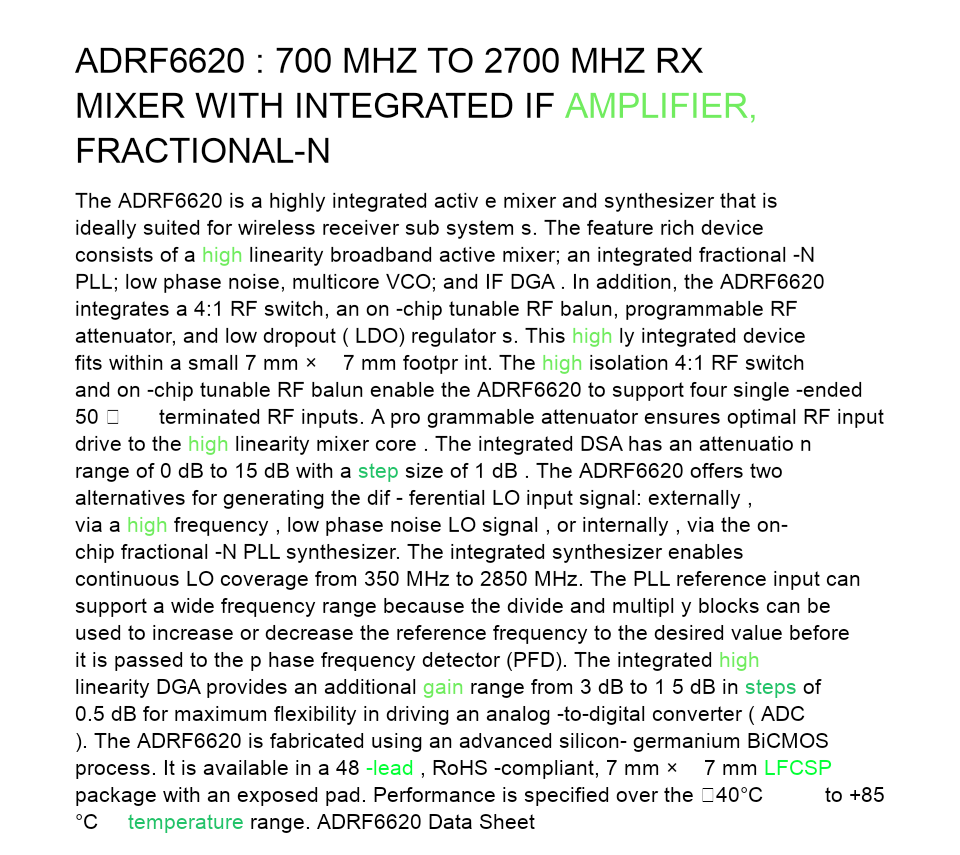 ADRF6620 : 700 MHZ TO 2700 MHZ RX
MIXER WITH INTEGRATED IF AMPLIFIER,
FRACTIONAL-N
The ADRF6620 is a highly integrated activ e mixer and synthesizer that is
ideally suited for wireless receiver sub system s. The feature rich device
consists of a high linearity broadband active mixer; an integrated fractional -N
PLL; low phase noise, multicore VCO; and IF DGA . In addition, the ADRF6620
integrates a 4:1 RF switch, an on -chip tunable RF balun, programmable RF
attenuator, and low dropout ( LDO) regulator s. This high ly integrated device
fits within a small 7 mm × 7 mm footpr int. The high isolation 4:1 RF switch
and on -chip tunable RF balun enable the ADRF6620 to support four single -ended
50 □ terminated RF inputs. A pro grammable attenuator ensures optimal RF input
drive to the high linearity mixer core . The integrated DSA has an attenuatio n
range of 0 dB to 15 dB with a step size of 1 dB . The ADRF6620 offers two
alternatives for generating the dif - ferential LO input signal: externally ,
via a high frequency , low phase noise LO signal , or internally , via the on-
chip fractional -N PLL synthesizer. The integrated synthesizer enables
continuous LO coverage from 350 MHz to 2850 MHz. The PLL reference input can
support a wide frequency range because the divide and multipl y blocks can be
used to increase or decrease the reference frequency to the desired value before
it is passed to the p hase frequency detector (PFD). The integrated high
linearity DGA provides an additional gain range from 3 dB to 1 5 dB in steps of
0.5 dB for maximum flexibility in driving an analog -to-digital converter ( ADC
). The ADRF6620 is fabricated using an advanced silicon- germanium BiCMOS
process. It is available in a 48 -lead , RoHS -compliant, 7 mm × 7 mm LFCSP
package with an exposed pad. Performance is specified over the □40°C to +85
°C temperature range. ADRF6620 Data Sheet